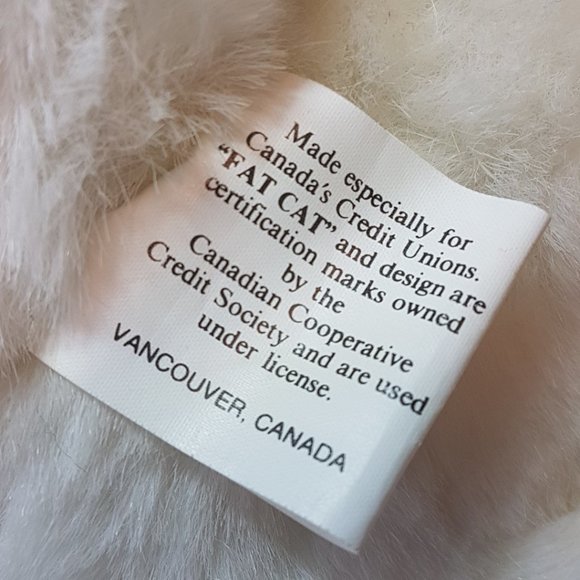 Made especially for
Canada's Credit Unions.
"FAT CAT" and design are
certification marks owned
by the
Canadian Cooperative
Credit Society and are used
under license.
VANCOUVER, CANADA